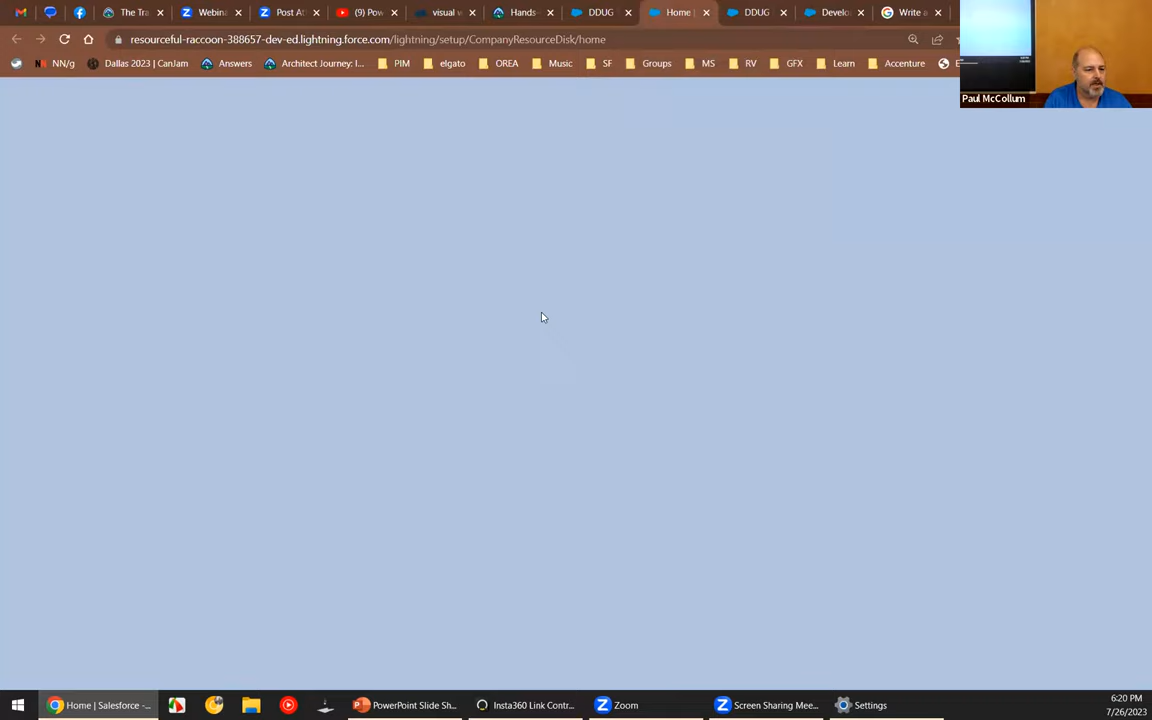 The Tra
Webina
Post At
(9) Pow
visual w
Hands-
DDUG
Home |
DDUG
Develo
Write a
resourceful-raccoon-388657-dev-ed.lightning.force.com/lightning/setup/CompanyResourceDisk/home
NN/g
Dallas 2023 | CanJam
Answers
Architect Journey: I...
PIM
elgato
OREA
Music
SF
Groups
MS
RV
GFX
Learn
Accenture
Paul McCollum
Home | Salesforce -...
PowerPoint Slide Sh...
Insta360 Link Contr...
Zoom
Screen Sharing Mee...
Settings
6:20 PM
7/26/2023